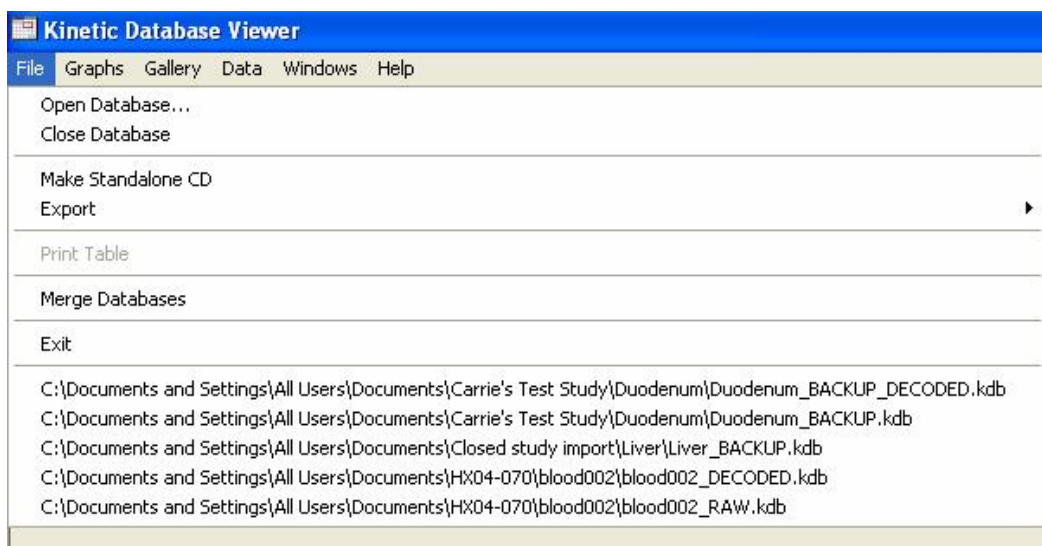 Kinetic Database Viewer
File Graphs Gallery Data Windows Help
Open Database...
Close Database
Make Standalone CD
Export
Print Table
Merge Databases
Exit
C:\Documents and Settings\All Users\Documents\Carrie's Test Study\Duodenum\Duodenum_BACKUP_DECODED.kdb
C:\Documents and Settings\All Users\Documents\Carrie's Test Study\Duodenum\Duodenum_BACKUP.kdb
C:\Documents and Settings\All Users\Documents\Closed study import\Liver\Liver_BACKUP.kdb
C:\Documents and Settings\All Users\Documents\HX04-070\blood002\blood002_DECODED.kdb
C:\Documents and Settings\All Users\Documents\HX04-070\blood002\blood002_RAW.kdb